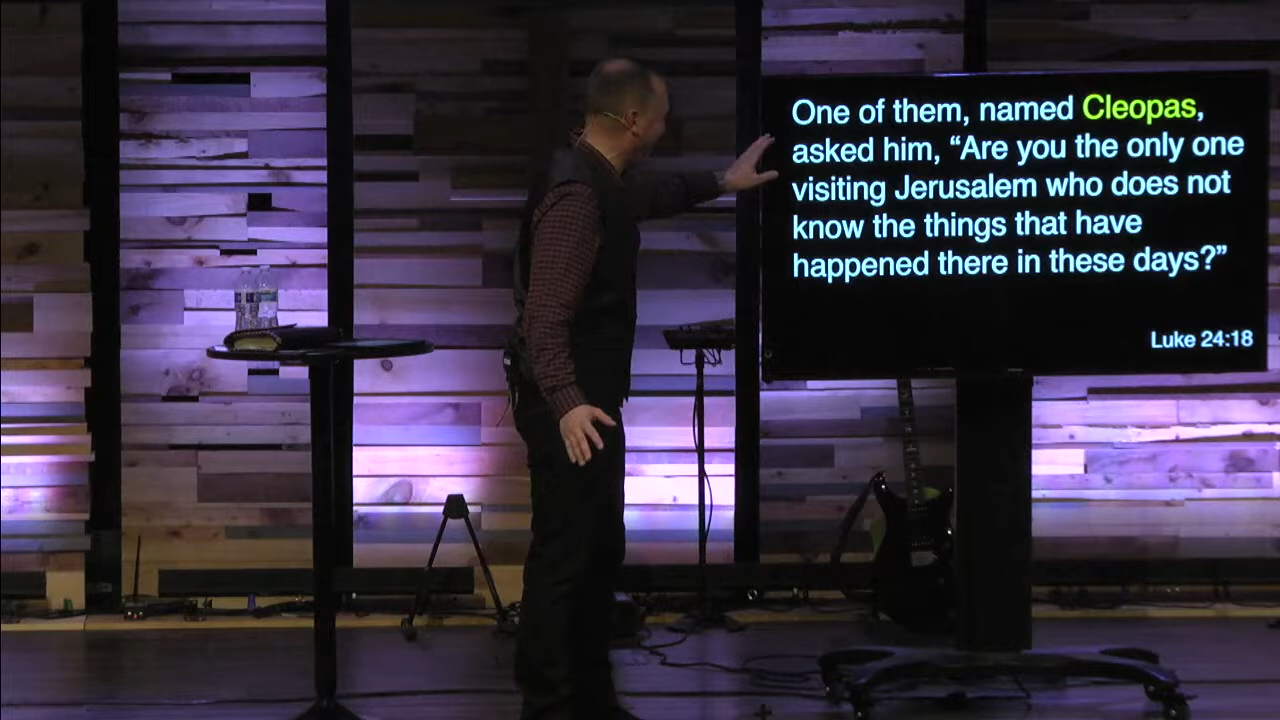 One of them, named Cleopas,
asked him, “Are you the only one
visiting Jerusalem who does not
know the things that have
happened there in these days?”
Luke 24:18